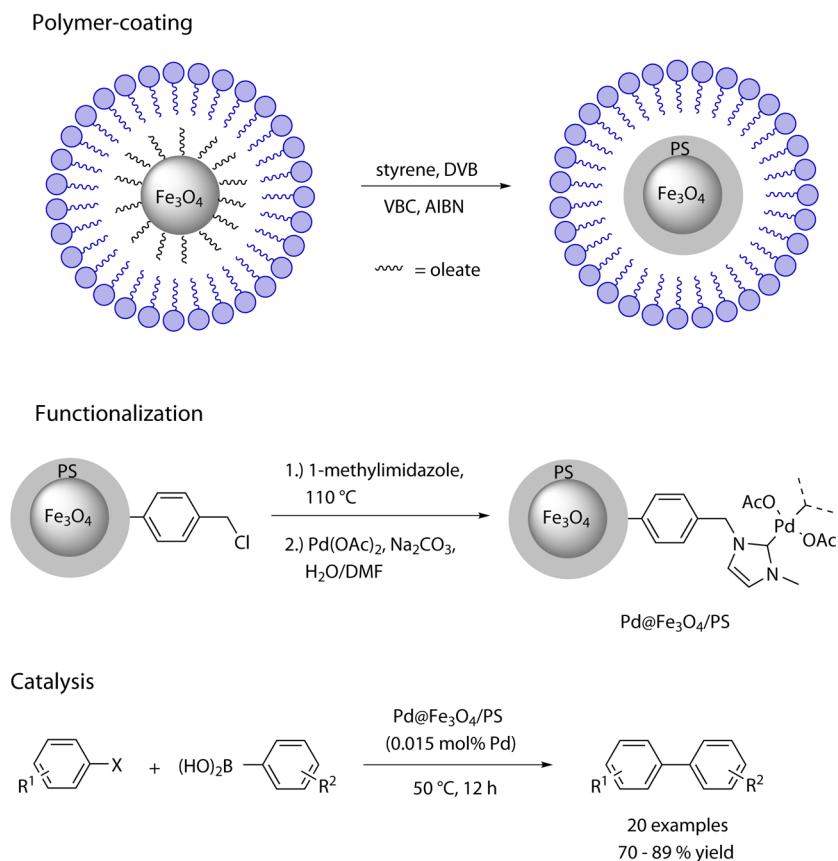 Polymer-coating
Fe₃O₄
styrene, DVB
VBC, AIBN
= oleate
PS
Fe₃O₄
Functionalization
PS
Fe₃O₄
Cl
1.) 1-methylimidazole,
110 °C
2.) Pd(OAc)₂, Na₂CO₃,
H₂O/DMF
PS
Fe₃O₄
AcO
Pd
OAc
N
N
Pd@Fe₃O₄/PS
Catalysis
R¹
X
+
(HO)₂B
R²
Pd@Fe₃O₄/PS
(0.015 mol% Pd)
50 °C, 12 h
R¹
R²
20 examples
70 - 89 % yield